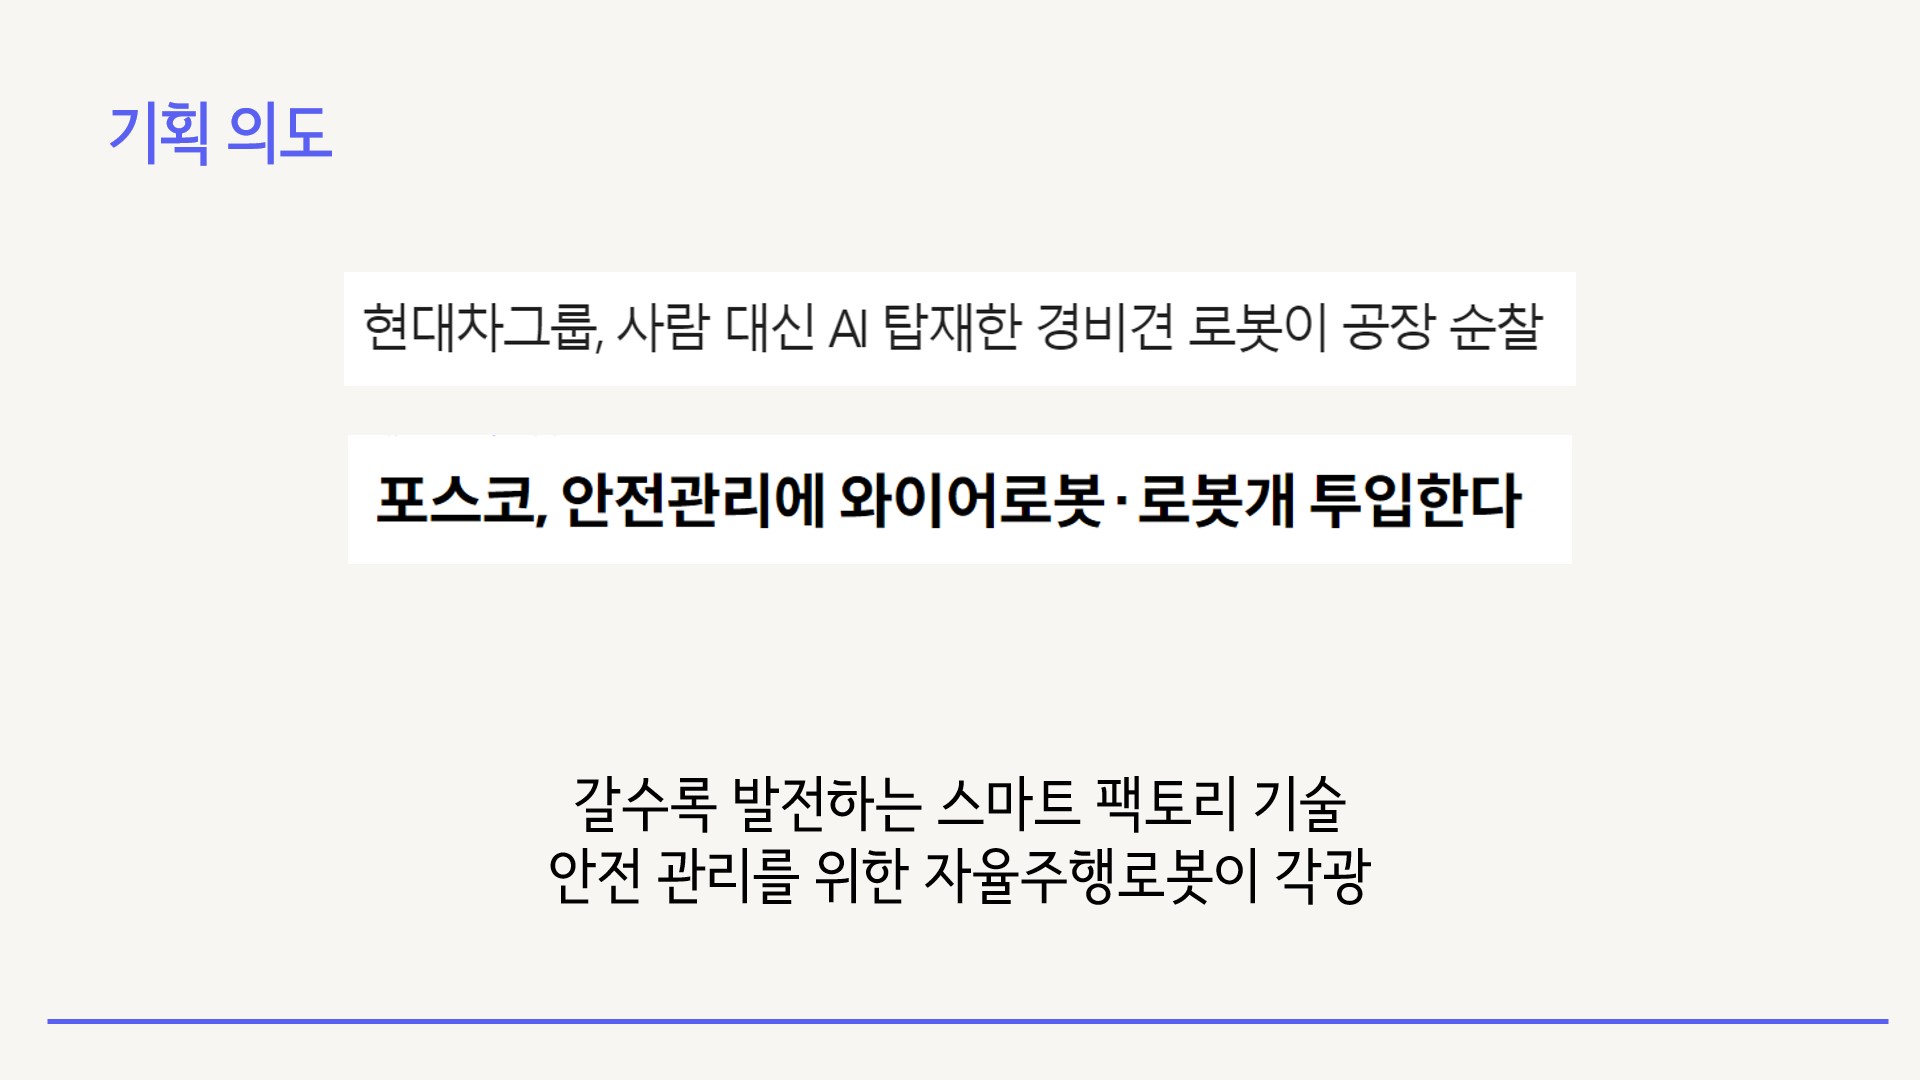 기획 의도
현대차그룹, 사람 대신 AI 탑재한 경비견 로봇이 공장 순찰
포스코, 안전관리에 와이어로봇·로봇개 투입한다
갈수록 발전하는 스마트 팩토리 기술
안전 관리를 위한 자율주행로봇이 각광